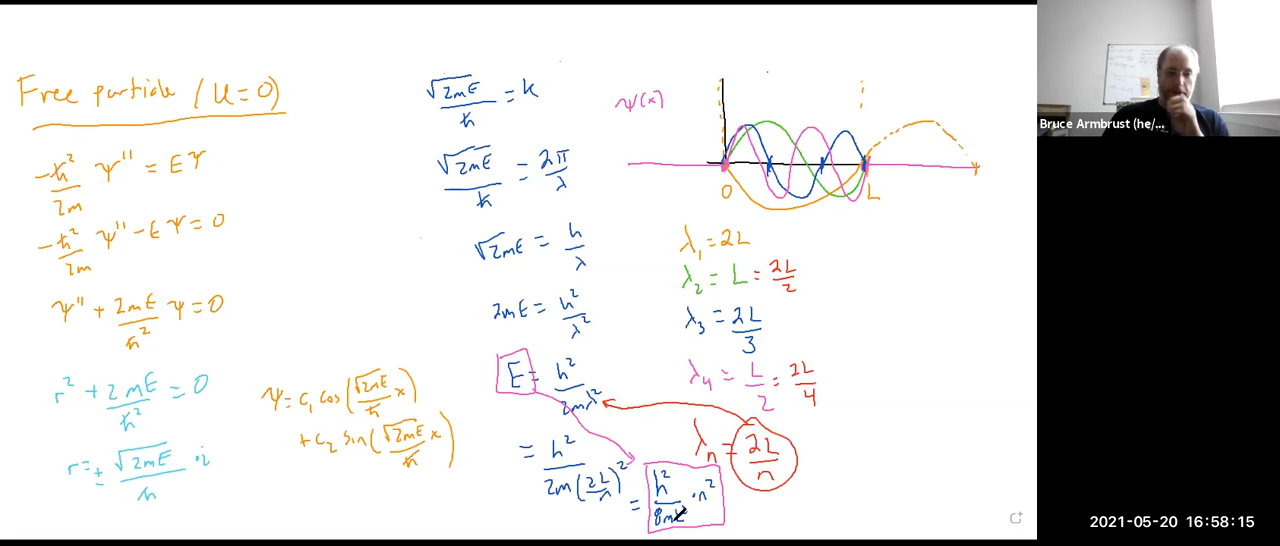 Free particle (U=0)
-ħ²/2m ψ'' = Eψ
-ħ²/2m ψ'' - Eψ = 0
ψ'' + 2mE/ħ² ψ = 0
r² + 2mE/ħ² = 0
r = ± √2mE/ħ · i
ψ = c₁ cos(√2mE/ħ x)
+ c₂ sin(√2mE/ħ x)
√2mE/ħ = k
√2mE/ħ = 2π/λ
√2mE = h/λ
2mE = h²/λ²
E = h²/2mλ²
= h²/2m(2L/n)²
= h²/8mL² · n²
ψ(x)
0 L
λ₁ = 2L
λ₂ = L = 2L/2
λ₃ = 2L/3
λ₄ = L/2 = 2L/4
λₙ = 2L/n
Bruce Armbrust (he/...
2021-05-20 16:58:15